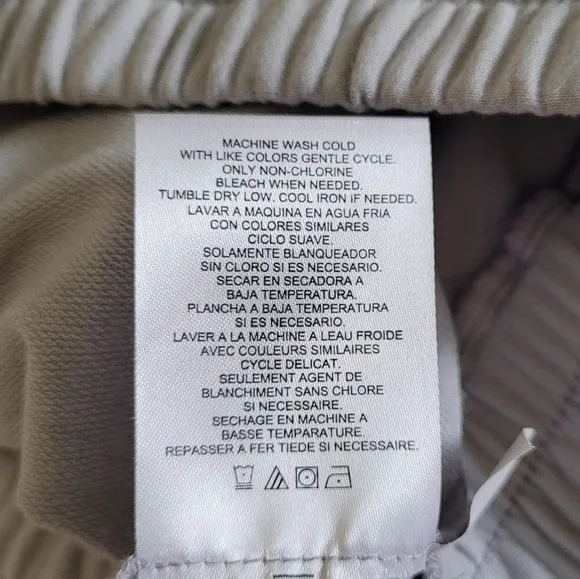 MACHINE WASH COLD
WITH LIKE COLORS GENTLE CYCLE.
ONLY NON-CHLORINE
BLEACH WHEN NEEDED.
TUMBLE DRY LOW. COOL IRON IF NEEDED.
LAVAR A MAQUINA EN AGUA FRIA
CON COLORES SIMILARES
CICLO SUAVE.
SOLAMENTE BLANQUEADOR
SIN CLORO SI ES NECESARIO.
SECAR EN SECADORA A
BAJA TEMPERATURA.
PLANCHA A BAJA TEMPERATURA
SI ES NECESARIO.
LAVER A LA MACHINE A LEAU FROIDE
AVEC COULEURS SIMILAIRES
CYCLE DELICAT.
SEULEMENT AGENT DE
BLANCHIMENT SANS CHLORE
SI NECESSAIRE.
SECHAGE EN MACHINE A
BASSE TEMPARATURE.
REPASSER A FER TIEDE SI NECESSAIRE.